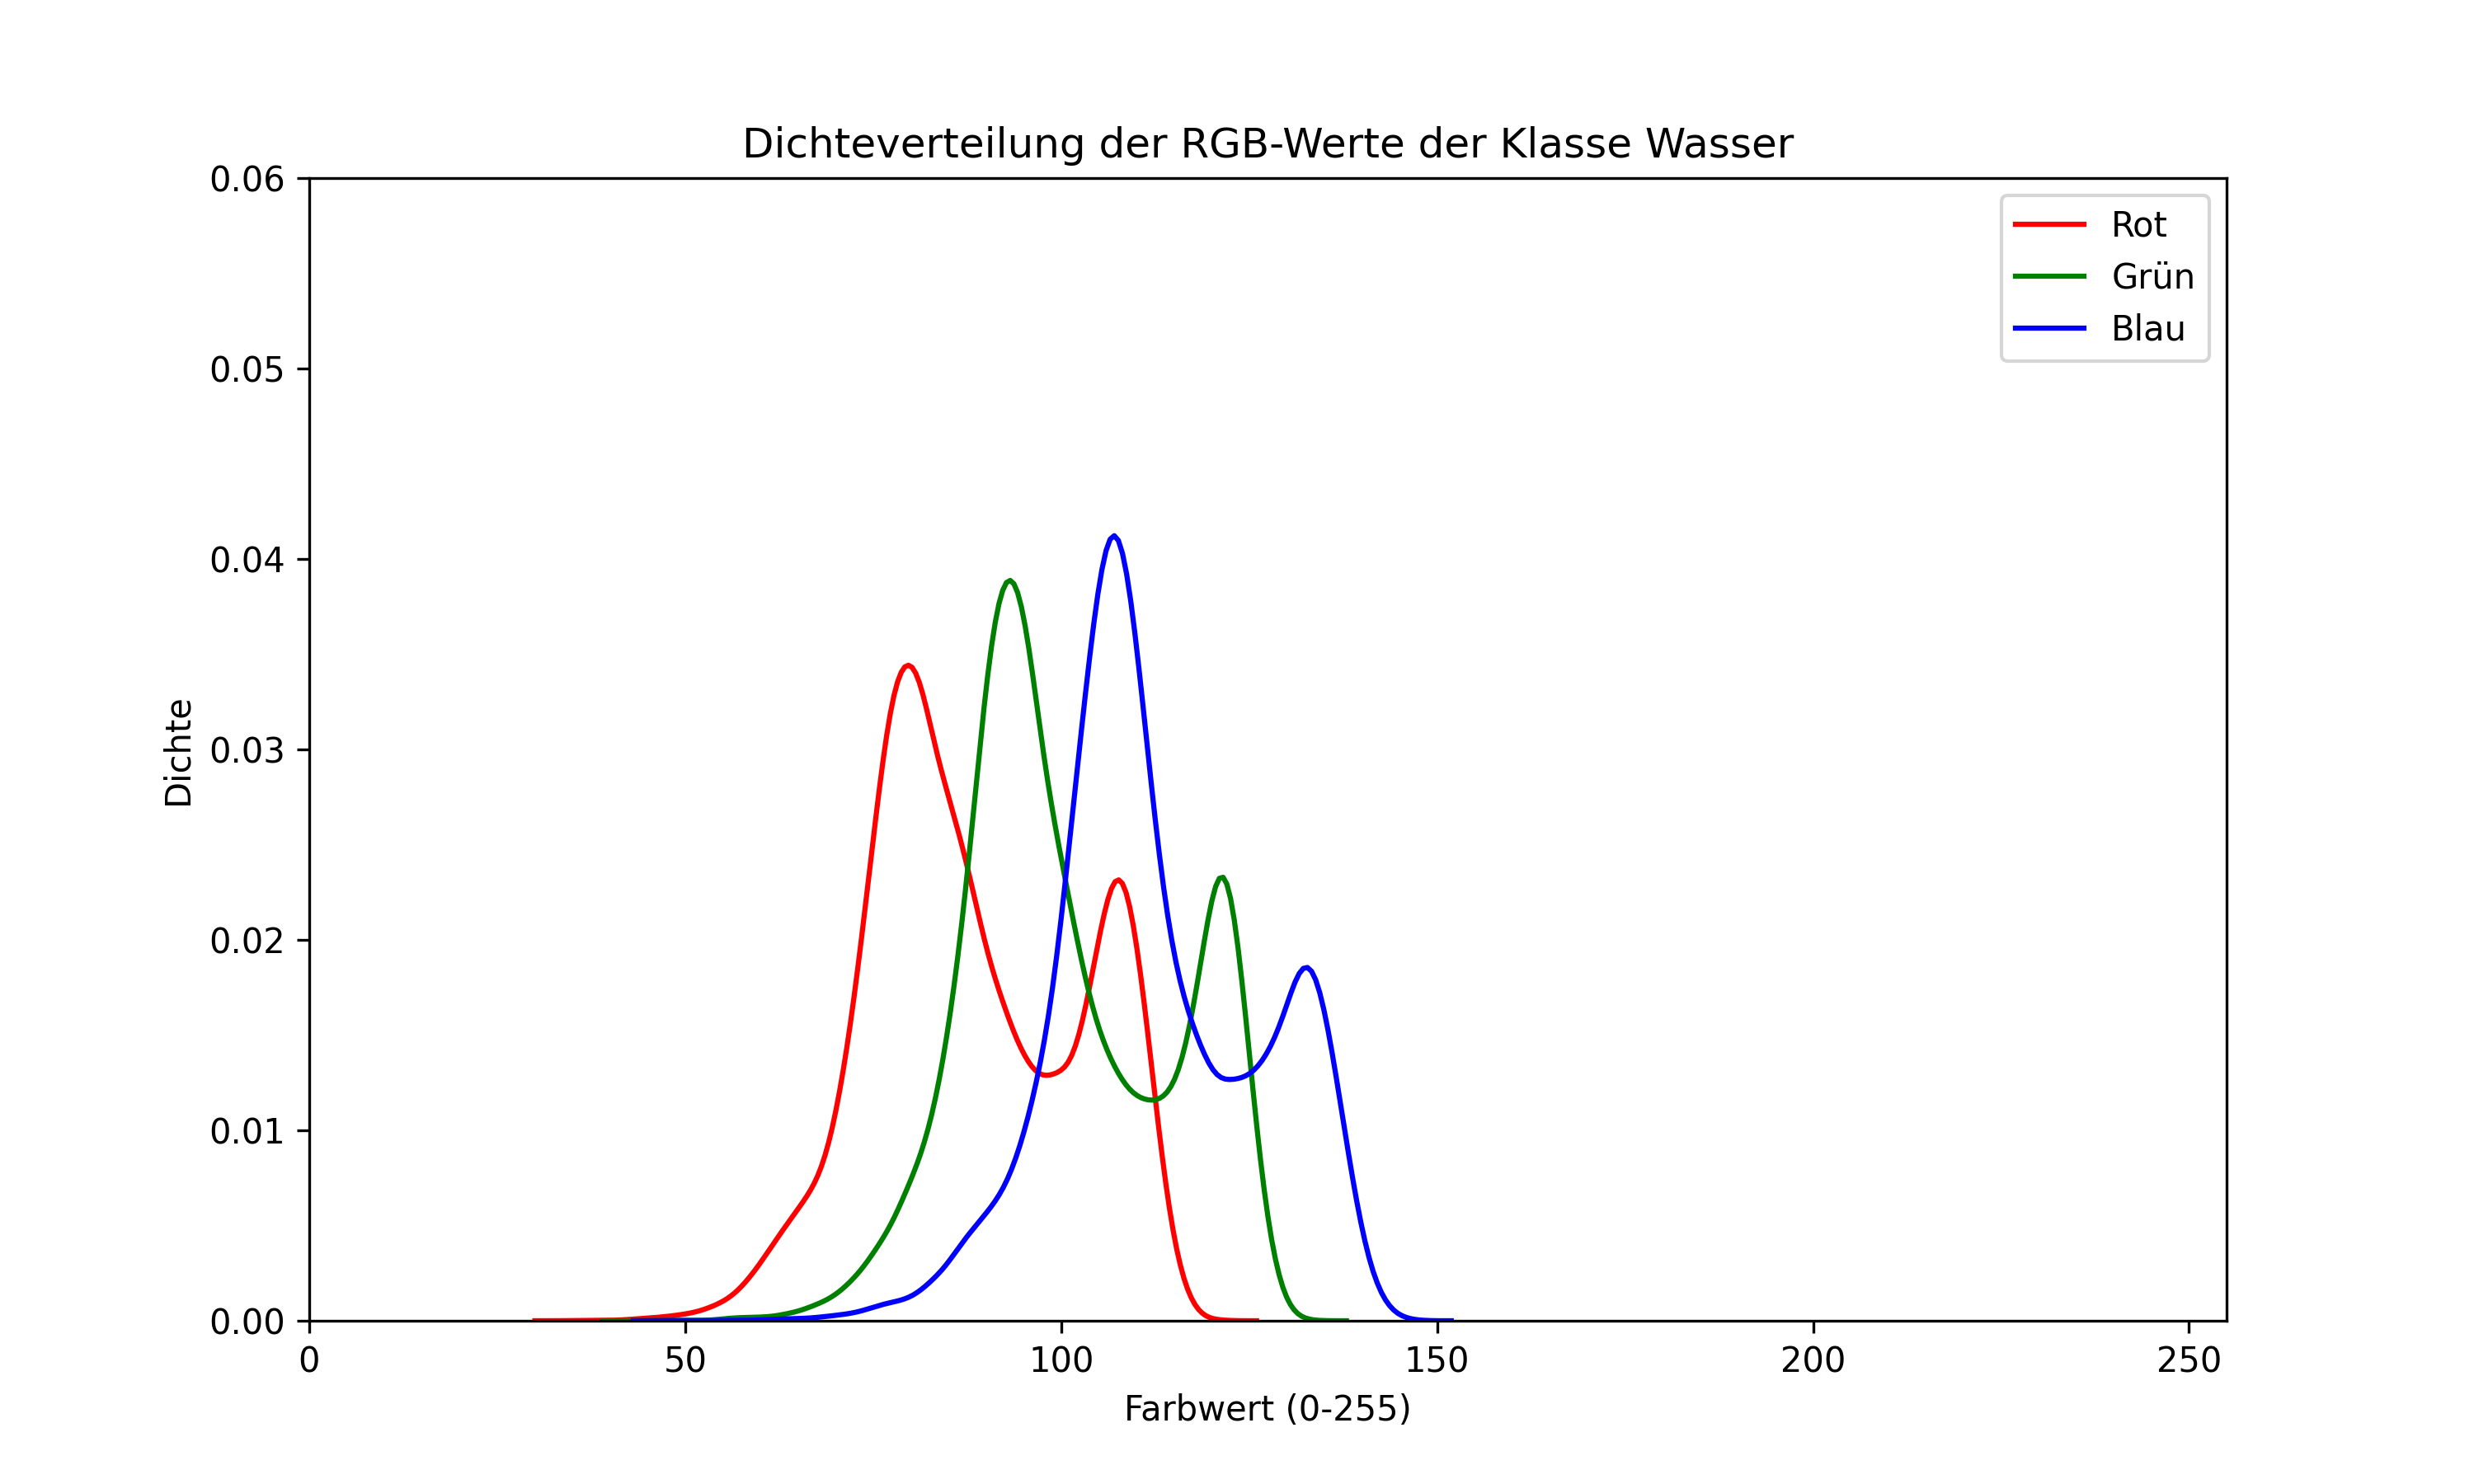 Dichteverteilung der RGB-Werte der Klasse Wasser
0.06
0.05
0.04
0.03
0.02
0.01
0.00
Dichte
Rot
Grün
Blau
0 50 100 150 200 250
Farbwert (0-255)